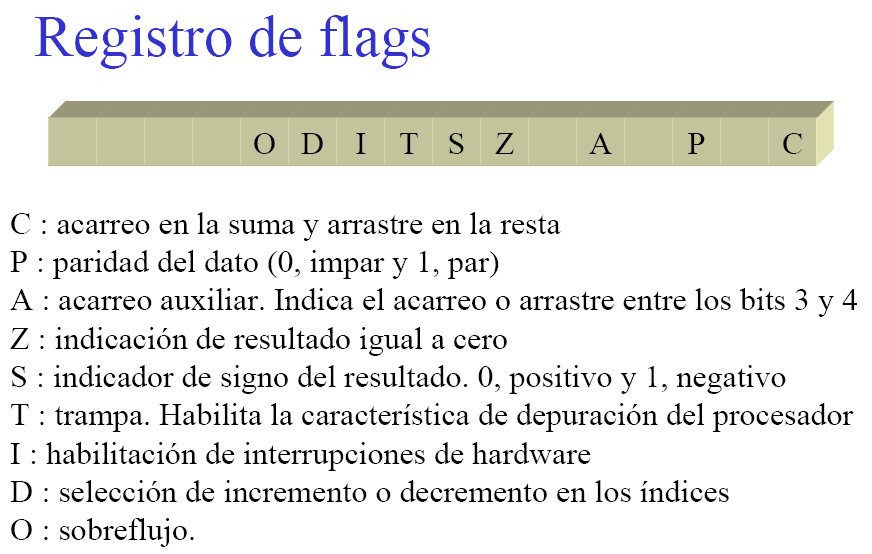 Registro de flags
O D I T S Z A P C
C : acarreo en la suma y arrastre en la resta
P : paridad del dato (0, impar y 1, par)
A : acarreo auxiliar. Indica el acarreo o arrastre entre los bits 3 y 4
Z : indicación de resultado igual a cero
S : indicador de signo del resultado. 0, positivo y 1, negativo
T : trampa. Habilita la característica de depuración del procesador
I : habilitación de interrupciones de hardware
D : selección de incremento o decremento en los índices
O : sobreflujo.